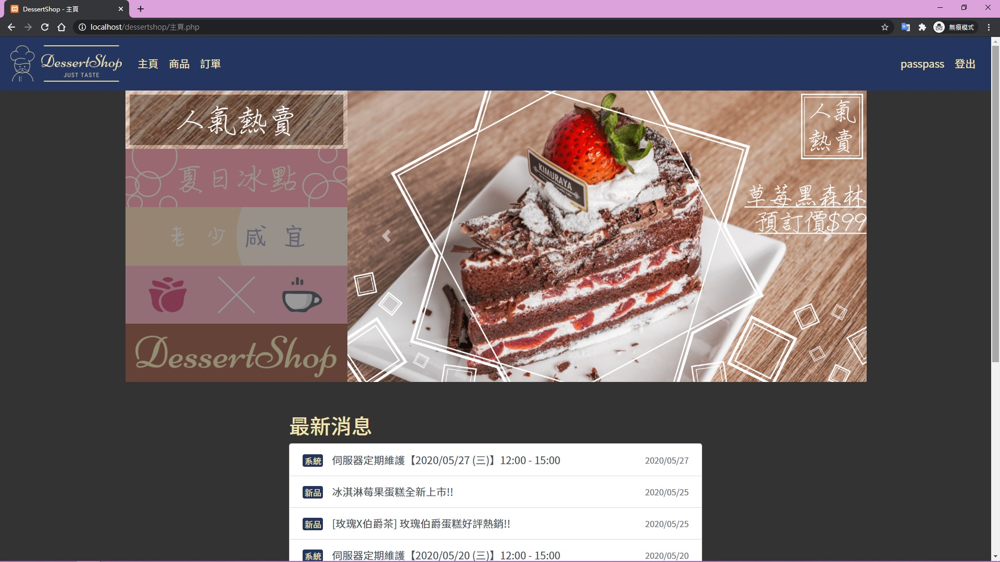 DessertShop - 主頁
localhost/dessertshop/主頁.php
無痕模式
DessertShop
JUST TASTE
主頁 商品 訂單
passpass 登出
人氣熱賣
夏日冰點
老少咸宜
DessertShop
KIMURAYA
人氣
熱賣
草莓黑森林
預訂價$99
最新消息
系統 伺服器定期維護【2020/05/27 (三)】12:00 - 15:00 2020/05/27
新品 冰淇淋莓果蛋糕全新上市!! 2020/05/25
新品 [玫瑰X伯爵茶] 玫瑰伯爵蛋糕好評熱銷!! 2020/05/25
系統 伺服器定期維護【2020/05/20 (三)】12:00 - 15:00 2020/05/20